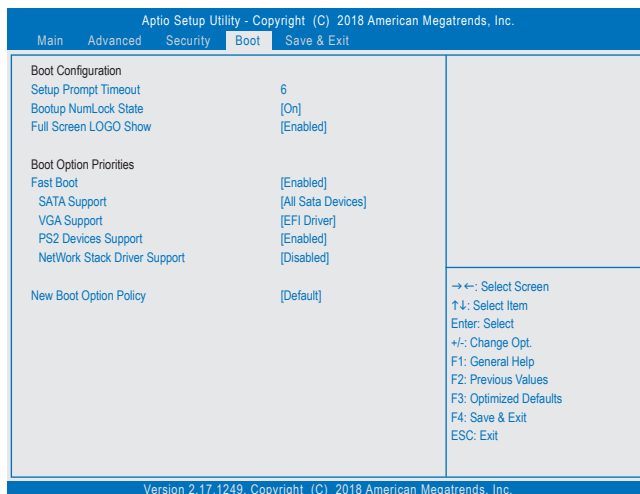 Aptio Setup Utility - Copyright (C) 2018 American Megatrends, Inc.
Main Advanced Security Boot Save & Exit
Boot Configuration
Setup Prompt Timeout 6
Bootup NumLock State [On]
Full Screen LOGO Show [Enabled]
Boot Option Priorities
Fast Boot [Enabled]
SATA Support [All Sata Devices]
VGA Support [EFI Driver]
PS2 Devices Support [Enabled]
NetWork Stack Driver Support [Disabled]
New Boot Option Policy [Default]
→←: Select Screen
↑↓: Select Item
Enter: Select
+/-: Change Opt.
F1: General Help
F2: Previous Values
F3: Optimized Defaults
F4: Save & Exit
ESC: Exit
Version 2.17.1249. Copyright (C) 2018 American Megatrends, Inc.